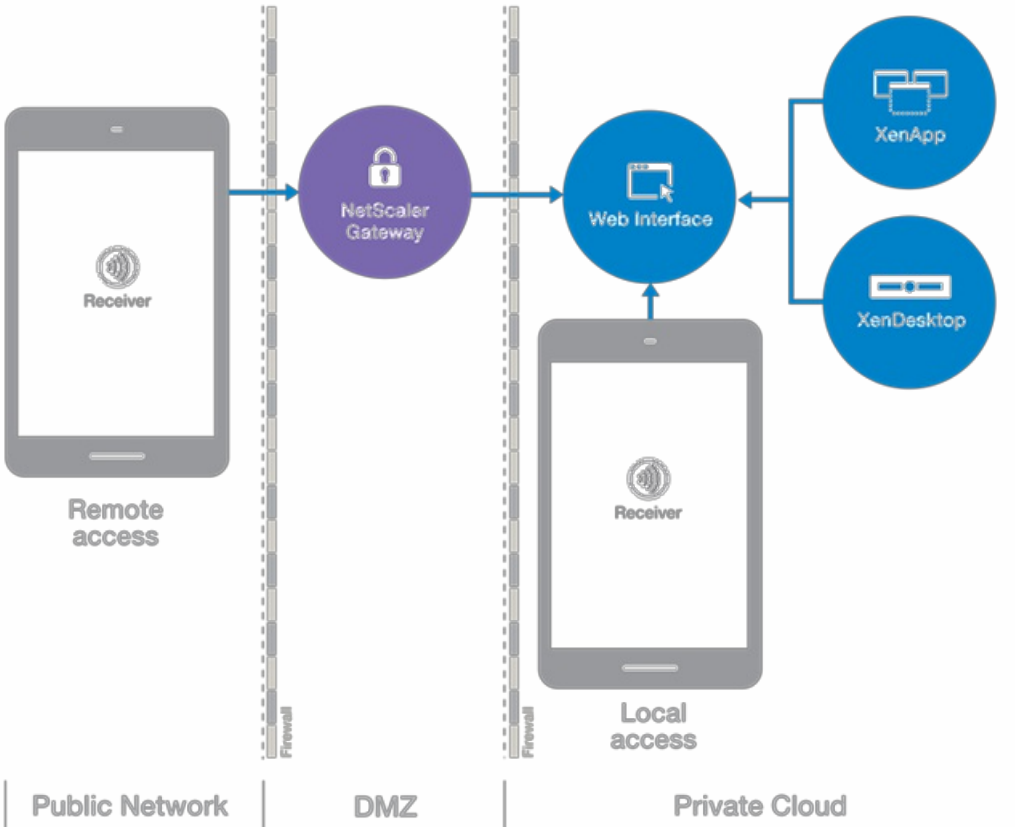 XenApp
NetScaler
Gateway
Web Interface
Receiver
XenDesktop
Remote
access
Receiver
Local
access
Firewall
Firewall
Public Network
DMZ
Private Cloud